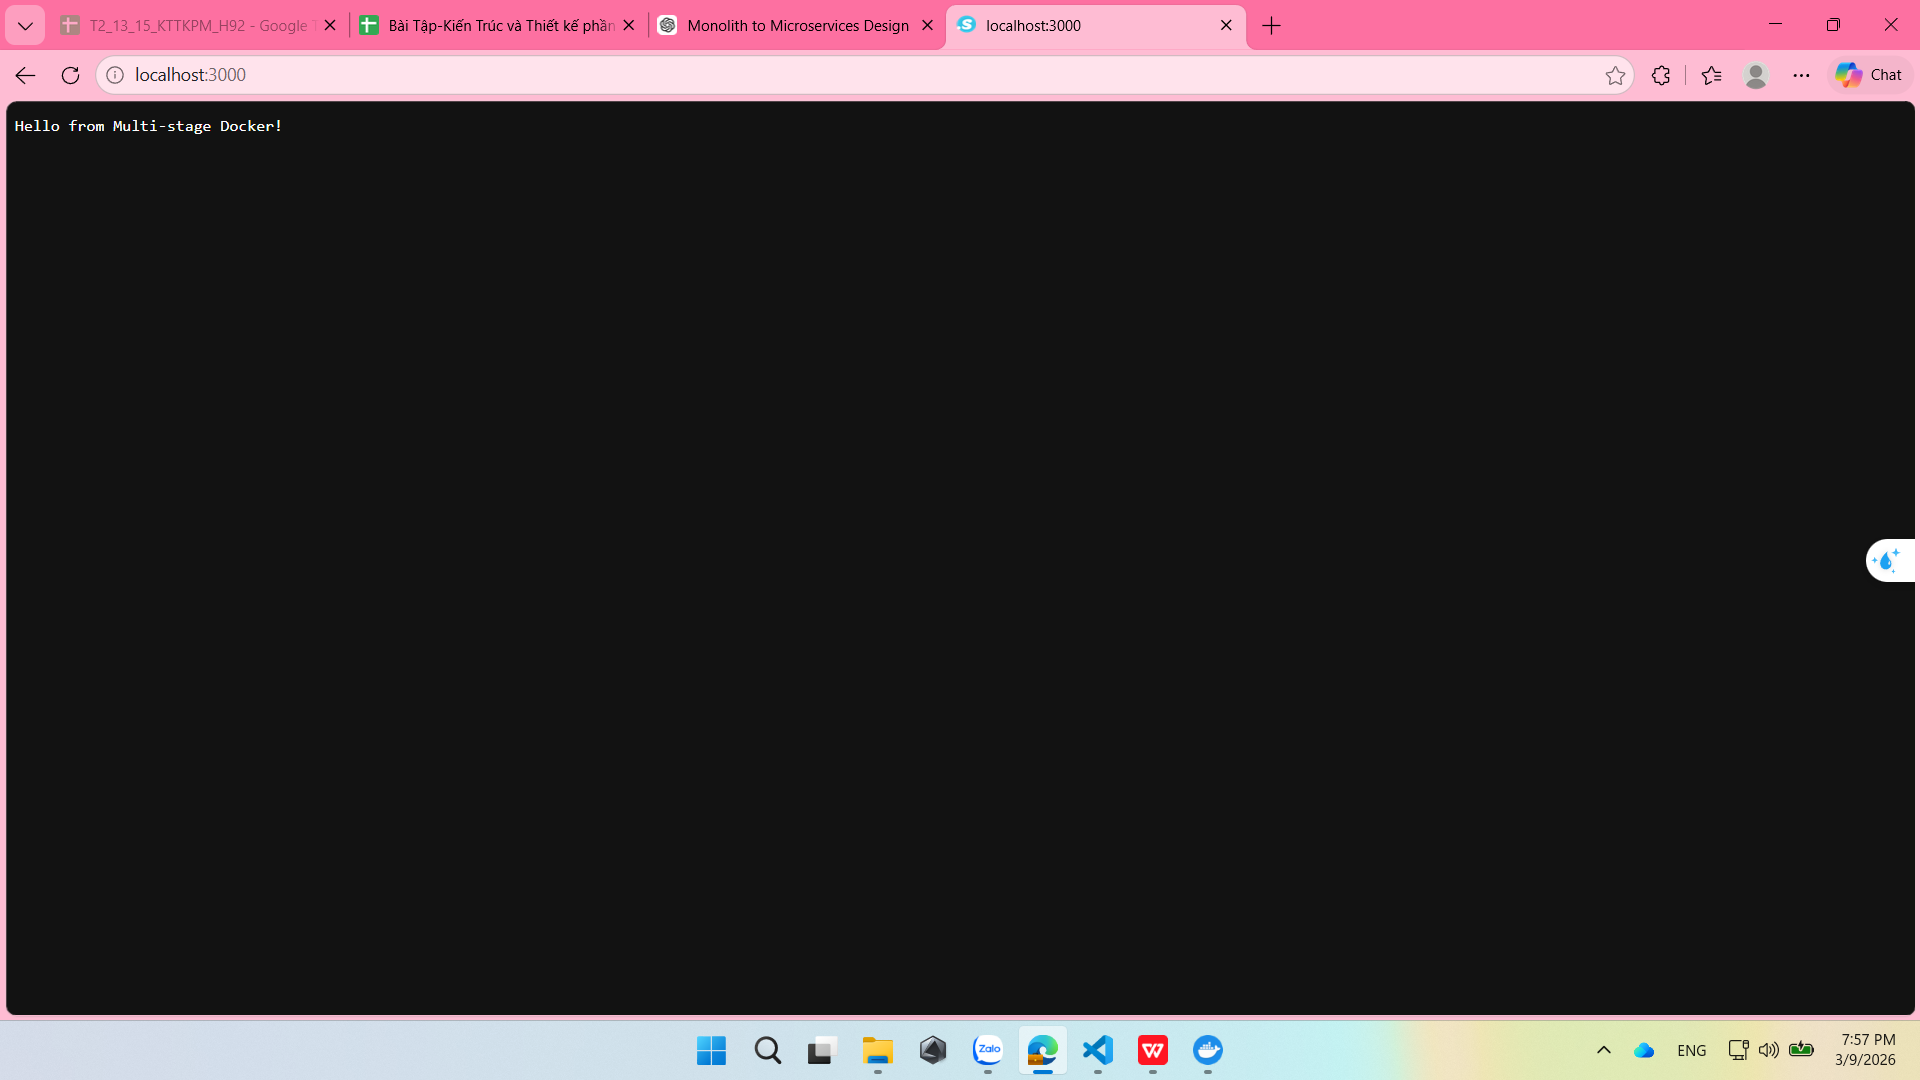 T2_13_15_KTTKPM_H92 - Google
Bài Tập-Kiến Trúc và Thiết kế phần
Monolith to Microservices Design
localhost:3000
localhost:3000
Chat
Hello from Multi-stage Docker!
Zalo
ENG
7:57 PM
3/9/2026